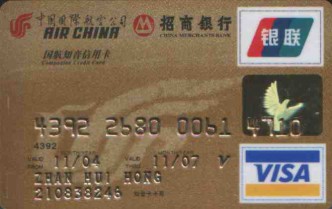 中国国际航空公司 招商银行
AIR CHINA CHINA MERCHANTS BANK
国航知音信用卡
Companion Credit Card
银联
4392 2680 0061
4392
VALID 11/04 11/07 V
ZHAN HUI HONG
210833246
VISA